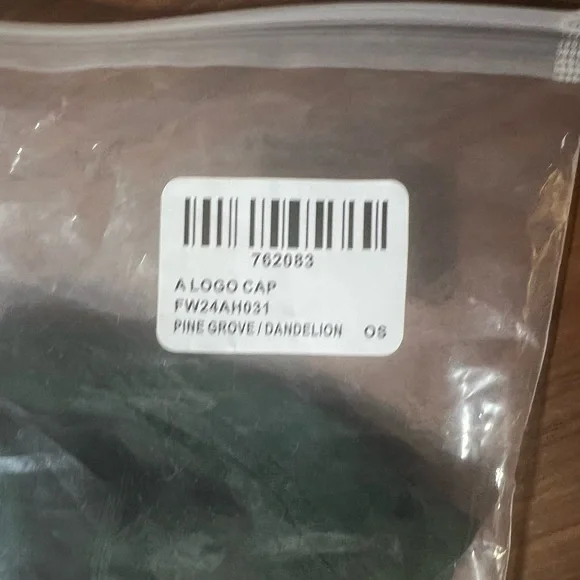 762083
A LOGO CAP
FW24AH031
PINE GROVE / DANDELION OS